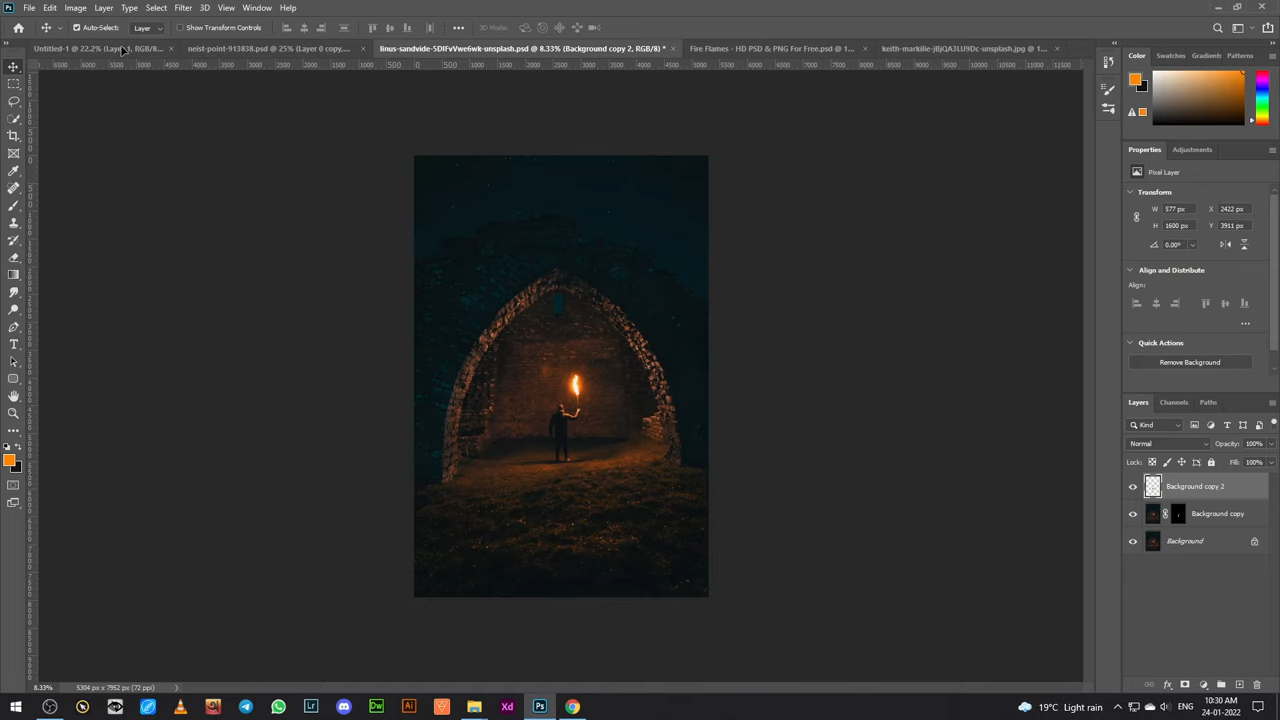 File Edit Image Layer Type Select Filter 3D View Window Help
Auto-Select: Layer Show Transform Controls 3D Mode:
Untitled-1 @ 22.2% (Layer 1, RGB/8... × neist-point-913838.psd @ 25% (Layer 0 copy,... × linus-sandvide-5DIFvVwe6wk-unsplash.psd @ 8.33% (Background copy 2, RGB/8) * × Fire Flames - HD PSD & PNG For Free.psd @ 1... × keith-markilie-jBjQA3LU9Dc-unsplash.jpg @ 1... ×
Color Swatches Gradients Patterns
Properties Adjustments
Pixel Layer
Transform
W 577 px X 2422 px
H 1600 px Y 3911 px
0.00°
Align and Distribute
Align:
Quick Actions
Remove Background
Layers Channels Paths
Kind
Normal Opacity: 100%
Lock: Fill: 100%
Background copy 2
Background copy
Background
8.33% 5304 px x 7952 px (72 ppi)
19°C Light rain ENG 10:30 AM
24-01-2022